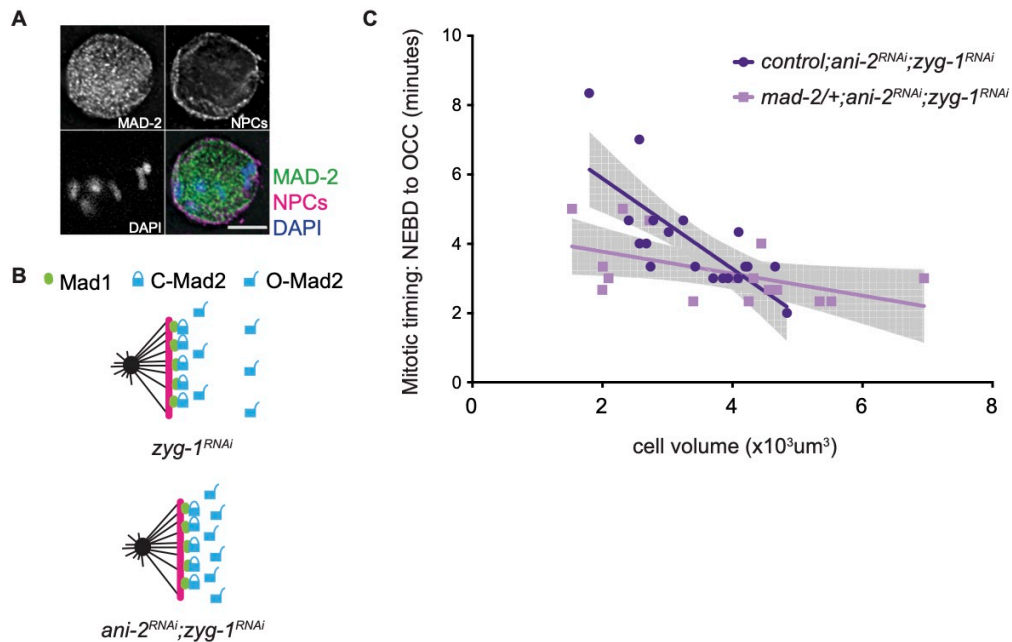 A
MAD-2
NPCs
DAPI
MAD-2
NPCs
DAPI
B
Mad1
C-Mad2
O-Mad2
zyg-1RNAi
ani-2RNAi;zyg-1RNAi
C
Mitotic timing: NEBD to OCC (minutes)
10
8
6
4
2
0
0
2
4
6
8
cell volume (x10³um³)
control;ani-2RNAi;zyg-1RNAi
mad-2/+;ani-2RNAi;zyg-1RNAi